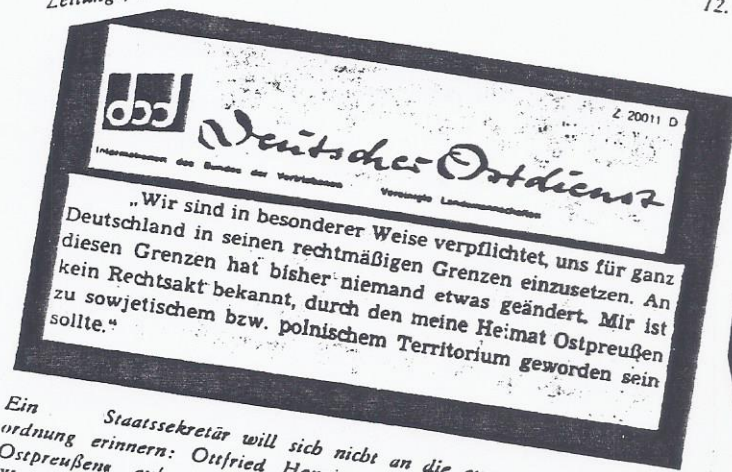 12.
Z 20011 D
dod
Deutscher Ostdienst
Informationen des Bundes der Vertriebenen Vereinigte Landsmannschaften
„Wir sind in besonderer Weise verpflichtet, uns für ganz
Deutschland in seinen rechtmäßigen Grenzen einzusetzen. An
diesen Grenzen hat bisher niemand etwas geändert. Mir ist
kein Rechtsakt bekannt, durch den meine Heimat Ostpreußen
zu sowjetischem bzw. polnischem Territorium geworden sein
sollte.“
Ein Staatssekretär will sich nicht an die
ordnung erinnern: Ottfried
Ostpreußens